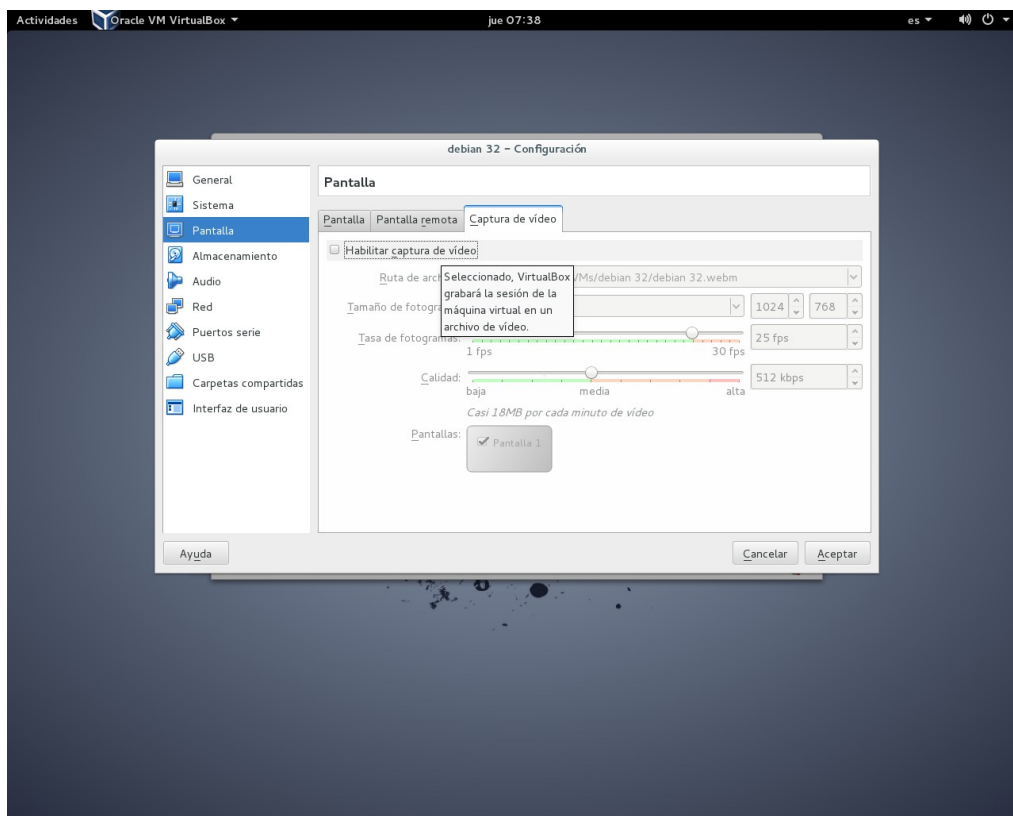 Actividades Oracle VM VirtualBox jue 07:38 es
debian 32 – Configuración
General
Sistema
Pantalla
Almacenamiento
Audio
Red
Puertos serie
USB
Carpetas compartidas
Interfaz de usuario
Pantalla
Pantalla Pantalla remota Captura de vídeo
Habilitar captura de vídeo
Ruta de /Ms/debian 32/debian 32.webm
Seleccionado, VirtualBox
grabará la sesión de la
máquina virtual en un
archivo de vídeo.
Tamaño de 1024 768
Tasa de fotogramas: 25 fps
1 fps 30 fps
Calidad: 512 kbps
baja media alta
Casi 18MB por cada minuto de vídeo
Pantallas: Pantalla 1
Ayuda Cancelar Aceptar